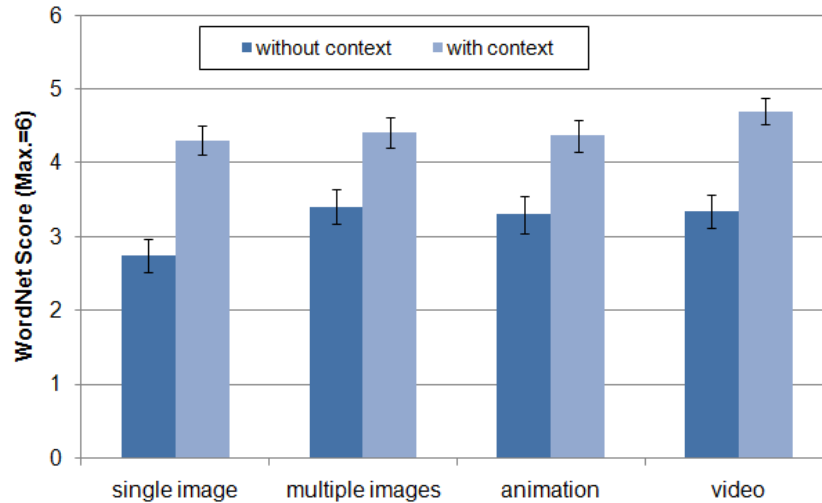 6
without context with context
5
4
3
2
1
0
WordNet Score (Max.=6)
single image multiple images animation video